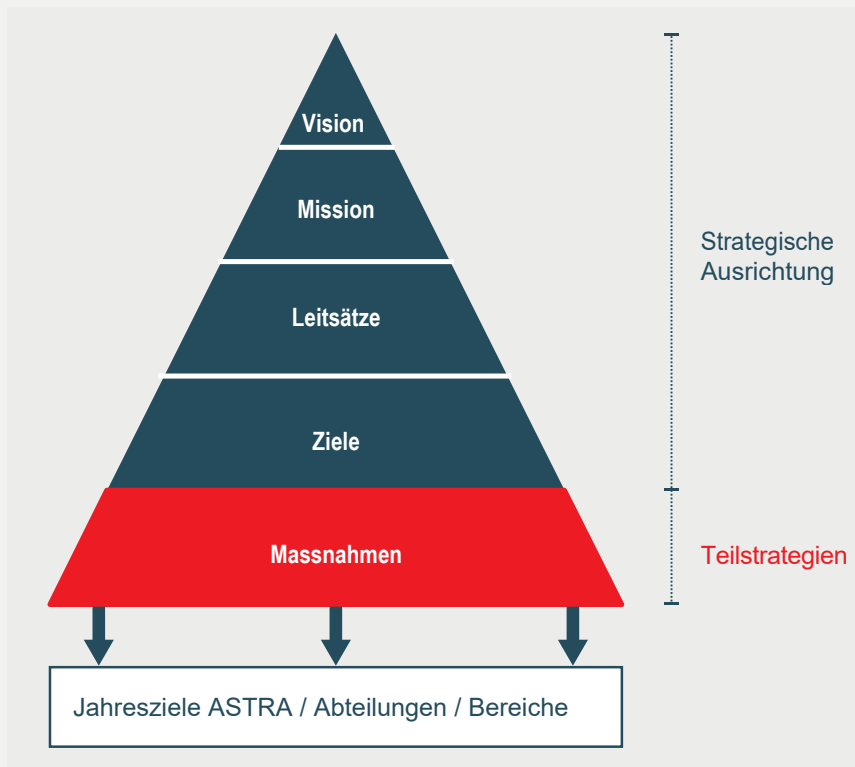 Vision
Mission
Strategische
Ausrichtung
Leitsätze
Ziele
Massnahmen
Teilstrategien
Jahresziele ASTRA / Abteilungen / Bereiche